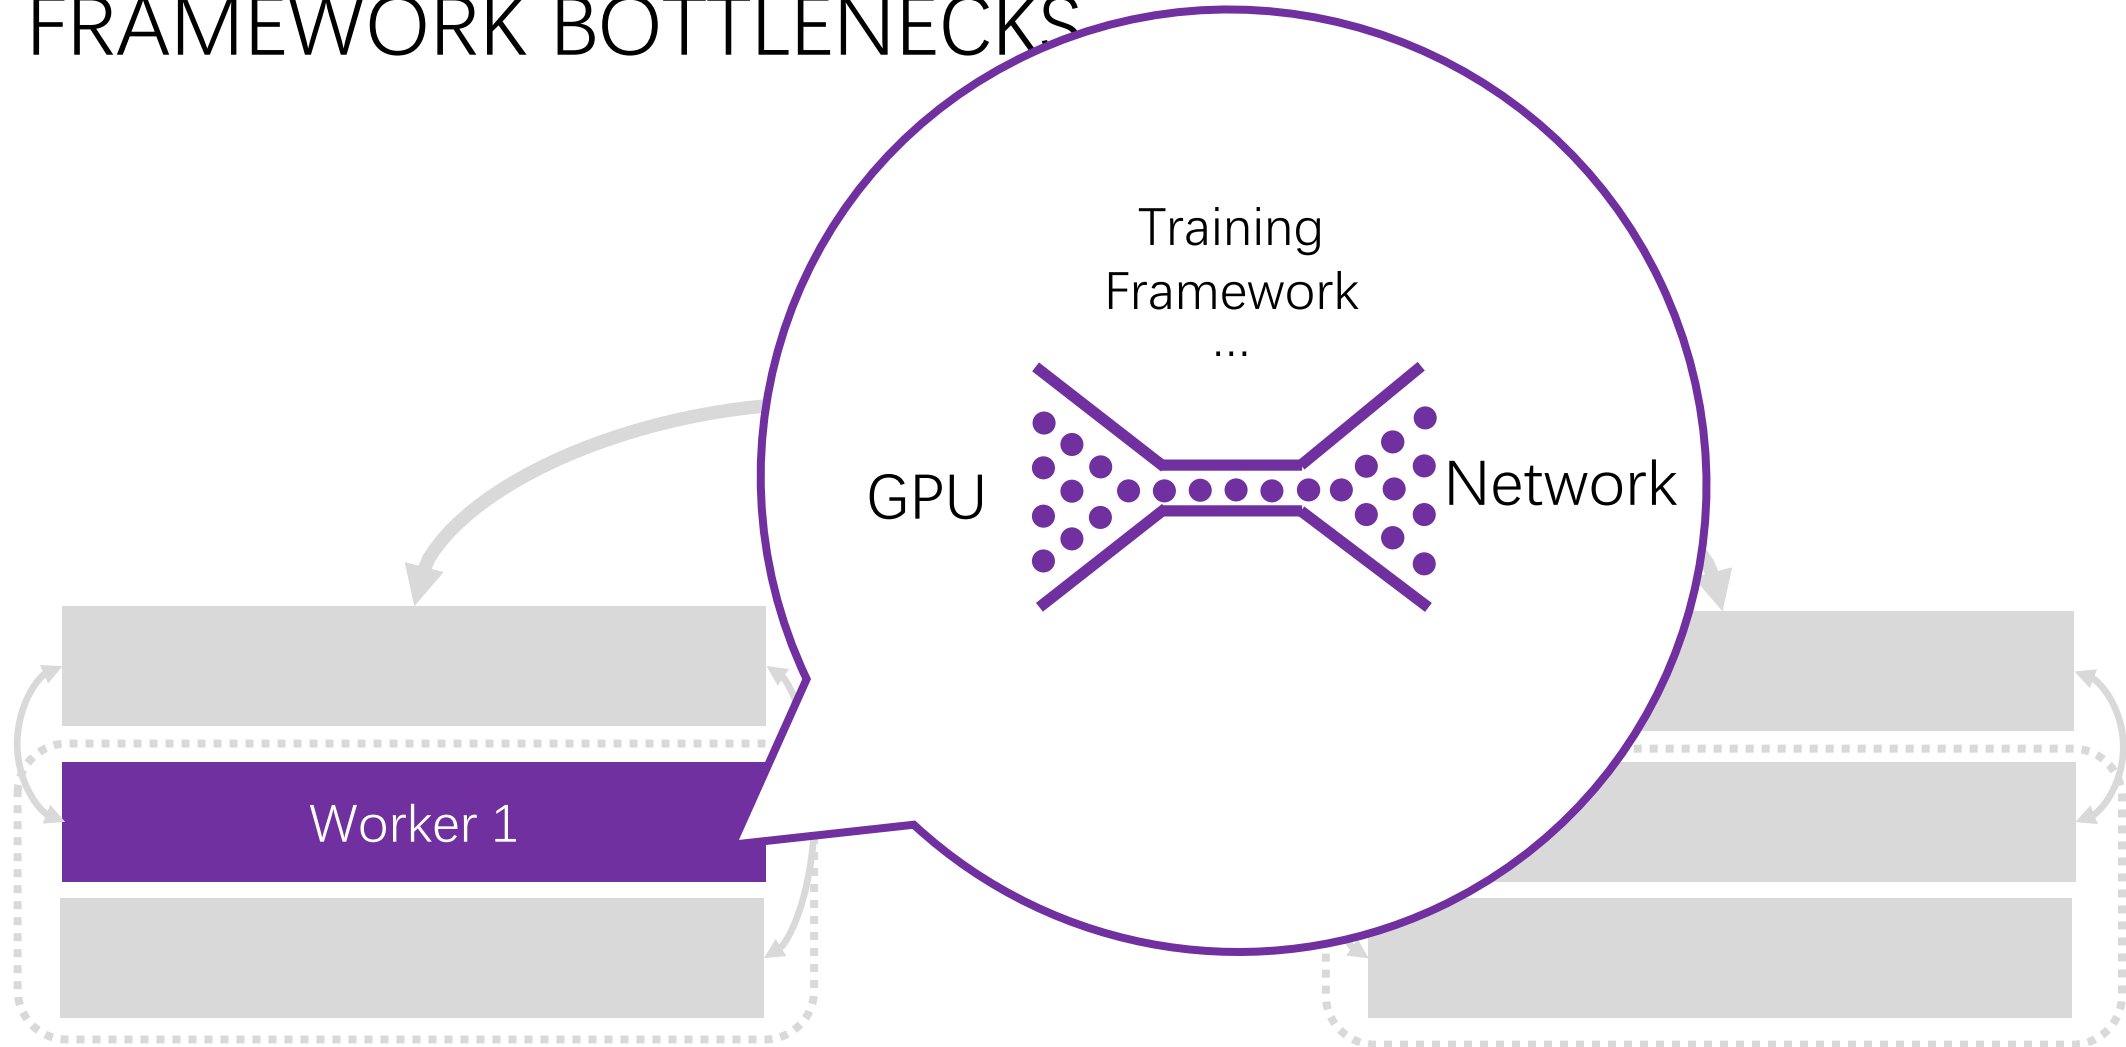 FRAMEWORK BOTTLENECKS
Training
Framework
...
GPU
Network
Worker 1